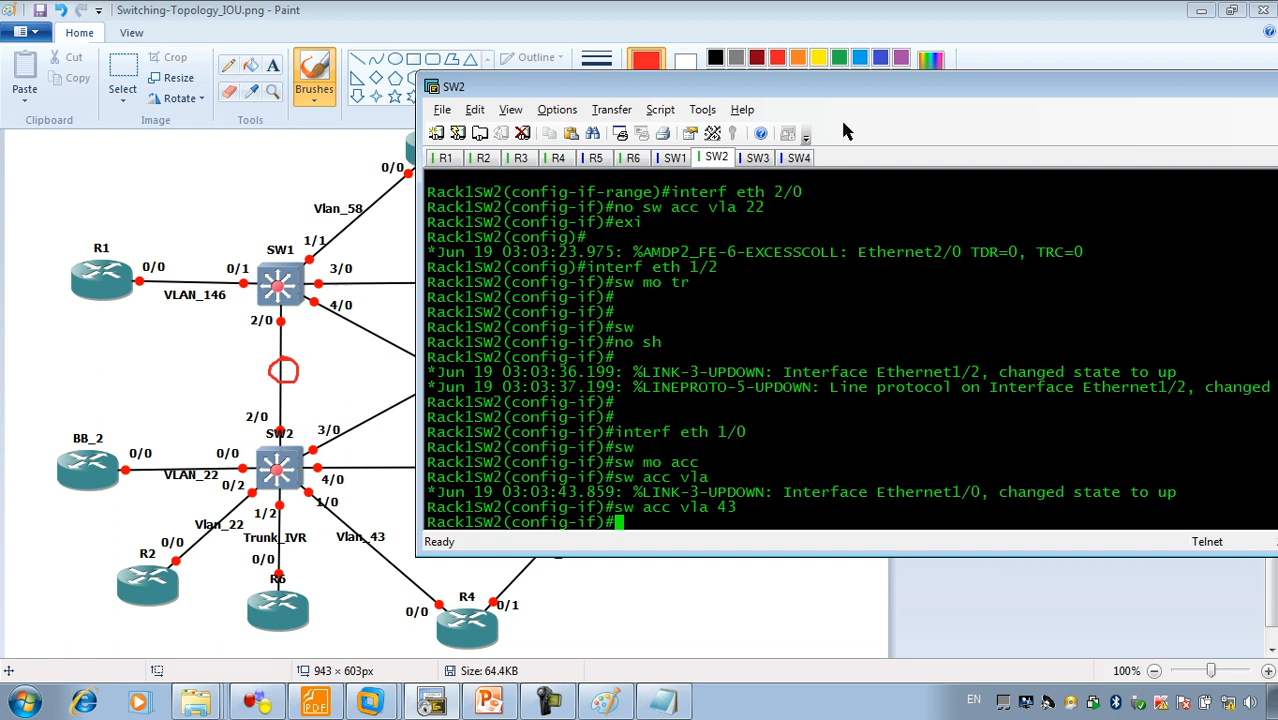 Switching-Topology_IOU.png - Paint
Home View
Paste
Cut
Copy
Clipboard
Select
Crop
Resize
Rotate
Image
Tools
Brushes
Outline
SW2
File Edit View Options Transfer Script Tools Help
R1 R2 R3 R4 R5 R6 SW1 SW2 SW3 SW4
Rack1SW2(config-if-range)#interf eth 2/0
Rack1SW2(config-if)#no sw acc vla 22
Rack1SW2(config-if)#exi
Rack1SW2(config)#
*Jun 19 03:03:23.975: %AMDP2_FE-6-EXCESSCOLL: Ethernet2/0 TDR=0, TRC=0
Rack1SW2(config)#interf eth 1/2
Rack1SW2(config-if)#sw mo tr
Rack1SW2(config-if)#
Rack1SW2(config-if)#
Rack1SW2(config-if)#sw
Rack1SW2(config-if)#no sh
Rack1SW2(config-if)#
*Jun 19 03:03:36.199: %LINK-3-UPDOWN: Interface Ethernet1/2, changed state to up
*Jun 19 03:03:37.199: %LINEPROTO-5-UPDOWN: Line protocol on Interface Ethernet1/2, changed
Rack1SW2(config-if)#
Rack1SW2(config-if)#
Rack1SW2(config-if)#interf eth 1/0
Rack1SW2(config-if)#sw
Rack1SW2(config-if)#sw mo acc
Rack1SW2(config-if)#sw acc vla
*Jun 19 03:03:43.859: %LINK-3-UPDOWN: Interface Ethernet1/0, changed state to up
Rack1SW2(config-if)#sw acc vla 43
Rack1SW2(config-if)#
Ready Telnet
0/0
Vlan_58
R1
SW1
1/1
0/0
0/1
3/0
VLAN_146
4/0
2/0
2/0
BB_2
SW2
3/0
0/0
0/0
VLAN_22
4/0
0/2
1/0
Vlan_22
1/2
Trunk_IVR
Vlan_43
0/0
R2
0/0
R6
R4
0/0
0/1
943 × 603px
Size: 64.4KB
100%
EN